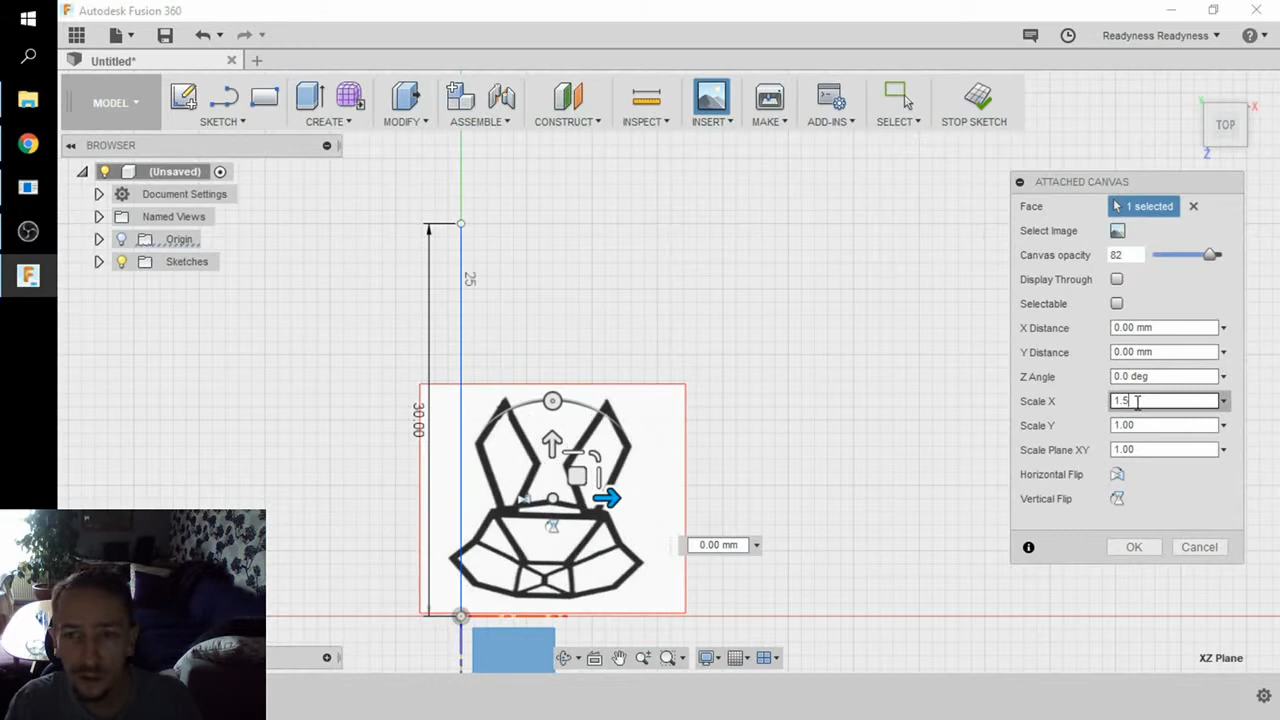 Autodesk Fusion 360
Readyness Readyness
Untitled*
MODEL
SKETCH
CREATE
MODIFY
ASSEMBLE
CONSTRUCT
INSPECT
INSERT
MAKE
ADD-INS
SELECT
STOP SKETCH
BROWSER
(Unsaved)
Document Settings
Named Views
Origin
Sketches
25
30.00
0.00 mm
TOP
X
Y
Z
ATTACHED CANVAS
Face 1 selected
Select Image
Canvas opacity 82
Display Through
Selectable
X Distance 0.00 mm
Y Distance 0.00 mm
Z Angle 0.0 deg
Scale X 1.5
Scale Y 1.00
Scale Plane XY 1.00
Horizontal Flip
Vertical Flip
OK Cancel
XZ Plane